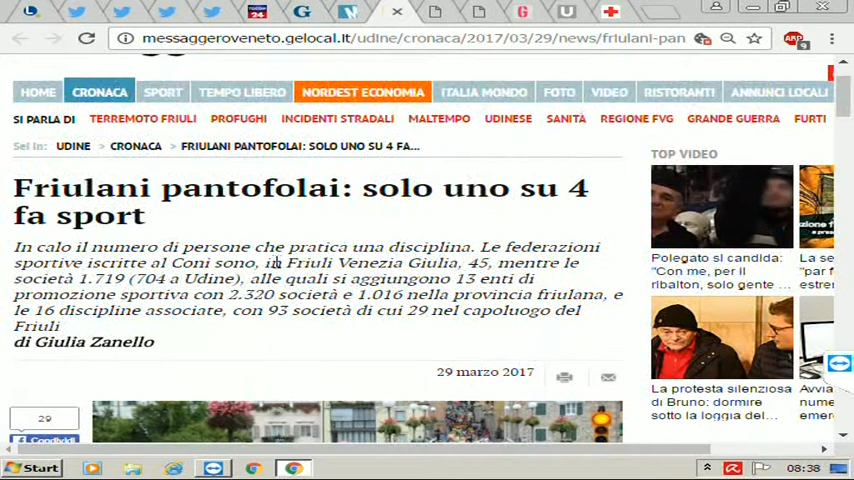 messaggeroveneto.gelocal.it/udine/cronaca/2017/03/29/news/friulani-pan
HOME CRONACA SPORT TEMPO LIBERO NORDEST ECONOMIA ITALIA MONDO FOTO VIDEO RISTORANTI ANNUNCI LOCALI
SI PARLA DI TERREMOTO FRIULI PROFUGHI INCIDENTI STRADALI MALTEMPO UDINESE SANITÀ REGIONE FVG GRANDE GUERRA FURTI
Sei in: UDINE > CRONACA > FRIULANI PANTOFOLAI: SOLO UNO SU 4 FA...
Friulani pantofolai: solo uno su 4
fa sport
In calo il numero di persone che pratica una disciplina. Le federazioni
sportive iscritte al Coni sono, in Friuli Venezia Giulia, 45, mentre le
società 1.719 (704 a Udine), alle quali si aggiungono 13 enti di
promozione sportiva con 2.320 società e 1.016 nella provincia friulana, e
le 16 discipline associate, con 93 società di cui 29 nel capoluogo del
Friuli
di Giulia Zanello
29 marzo 2017
29
Condividi
TOP VIDEO
Polegato si candida:
"Con me, per il
ribalton, solo gente ...
La se
"par f
estren
La protesta silenziosa
di Bruno: dormire
sotto la loggia del...
Avvia
nume
emer
Start
08:38